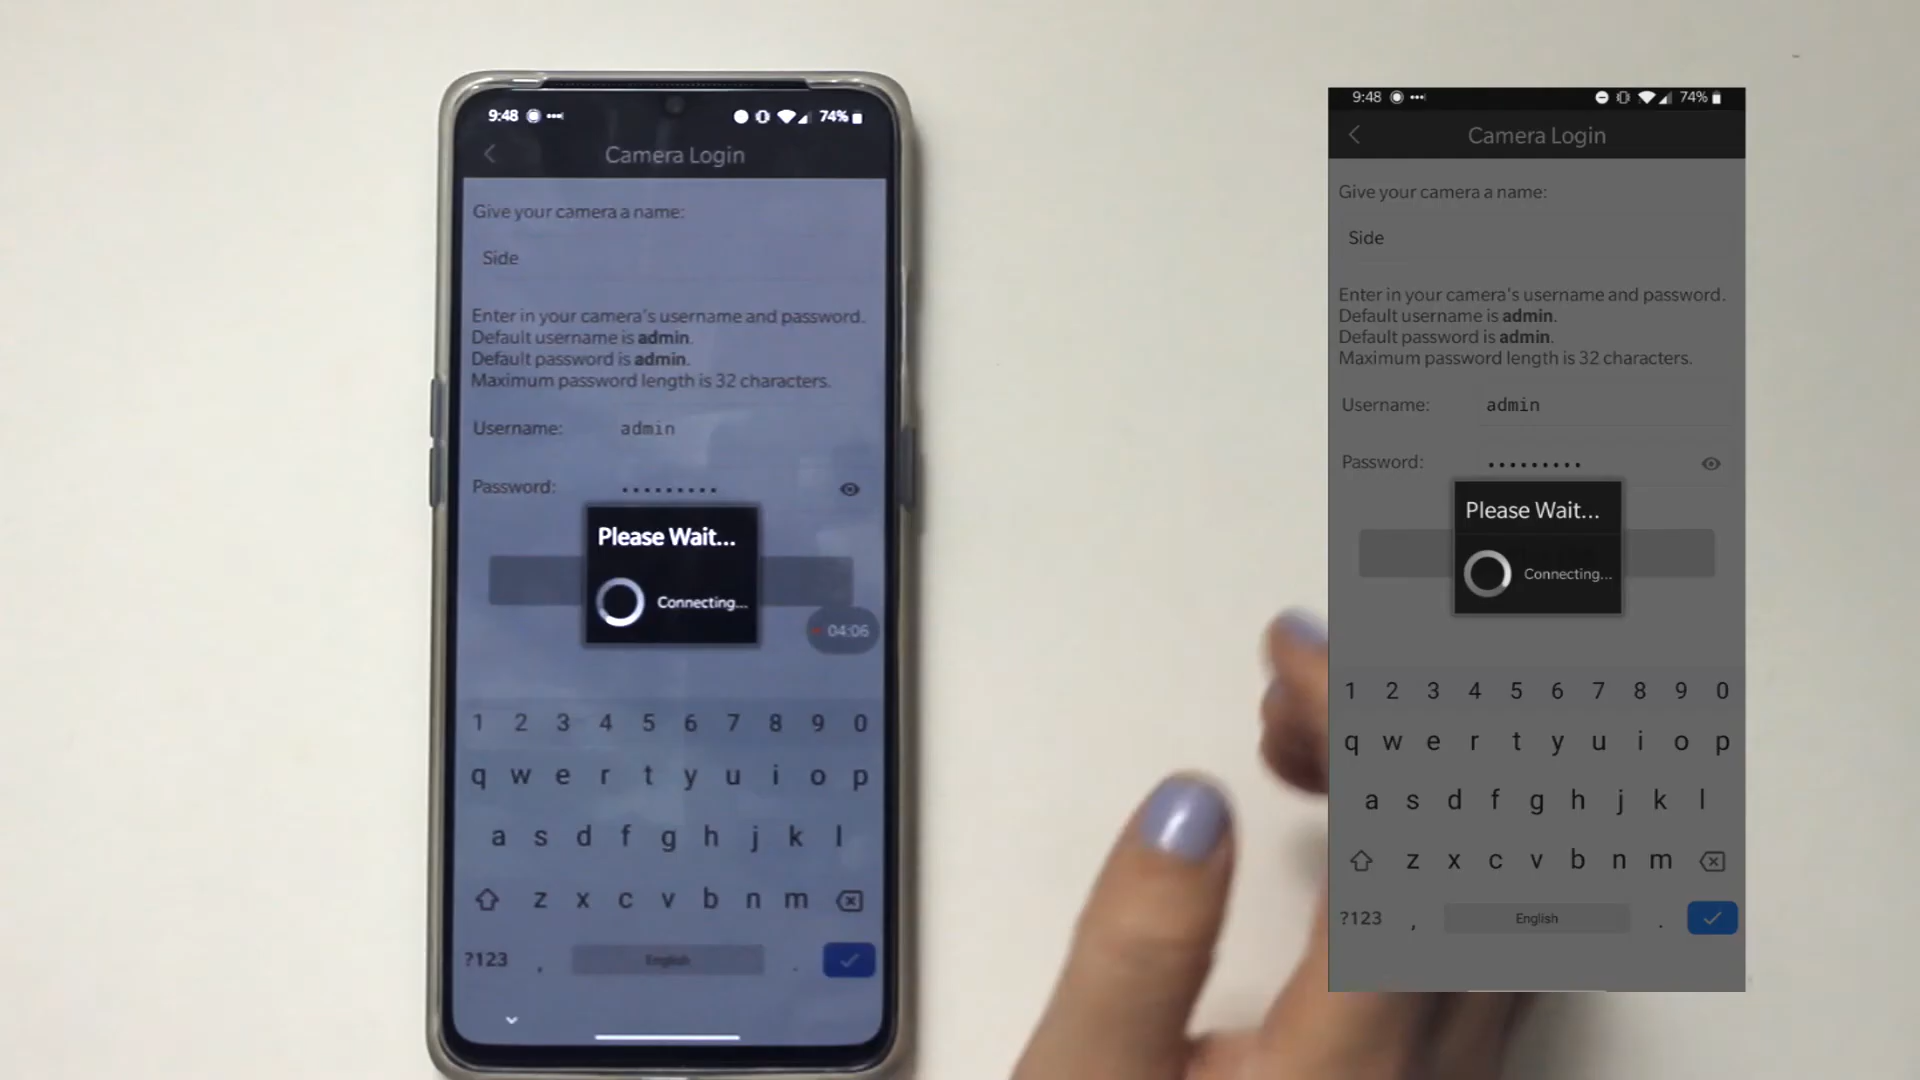 9:48 74%
Camera Login
Give your camera a name:
Side
Enter in your camera's username and password.
Default username is admin.
Default password is admin.
Maximum password length is 32 characters.
Username: admin
Password: •••••••••
Please Wait...
Connecting...
04:06
1 2 3 4 5 6 7 8 9 0
q w e r t y u i o p
a s d f g h j k l
z x c v b n m
?123 , English .
9:48 74%
Camera Login
Give your camera a name:
Side
Enter in your camera's username and password.
Default username is admin.
Default password is admin.
Maximum password length is 32 characters.
Username: admin
Password: •••••••••
Please Wait...
Connecting...
1 2 3 4 5 6 7 8 9 0
q w e r t y u i o p
a s d f g h j k l
z x c v b n m
?123 , English .